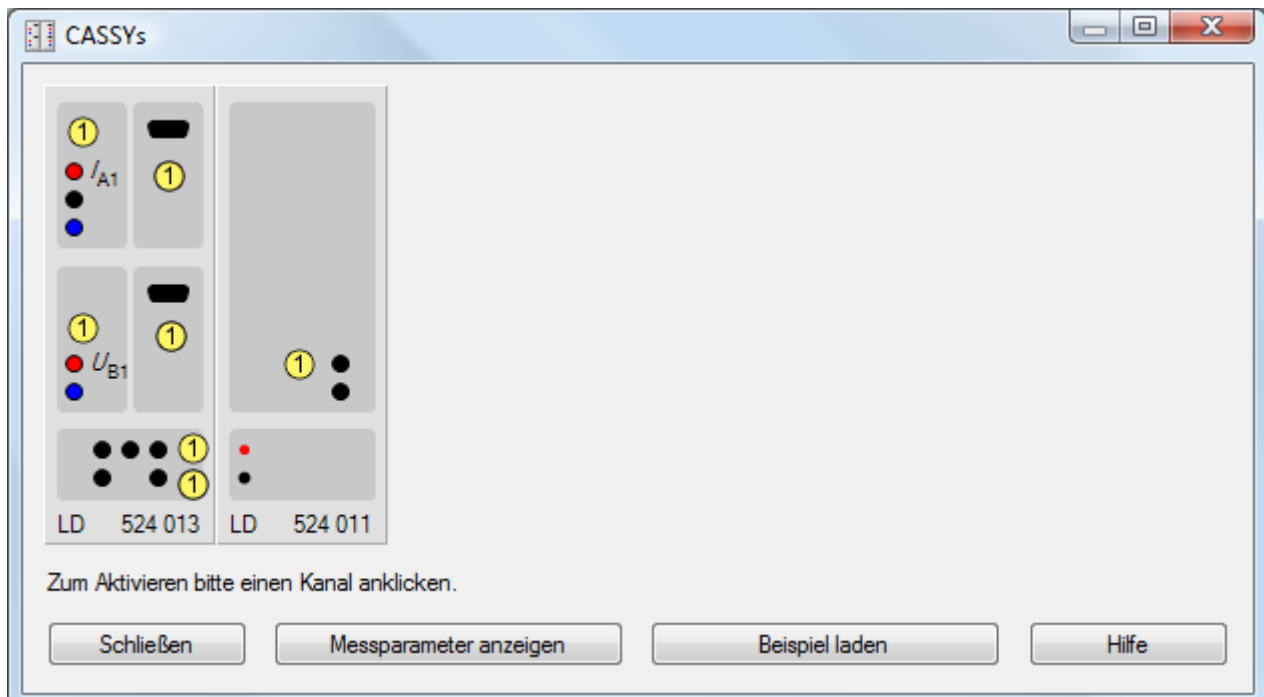 CASSYs
1
I A1
1
1
U B1
1
1
1
1
LD 524 013
LD 524 011
Zum Aktivieren bitte einen Kanal anklicken.
Schließen
Messparameter anzeigen
Beispiel laden
Hilfe